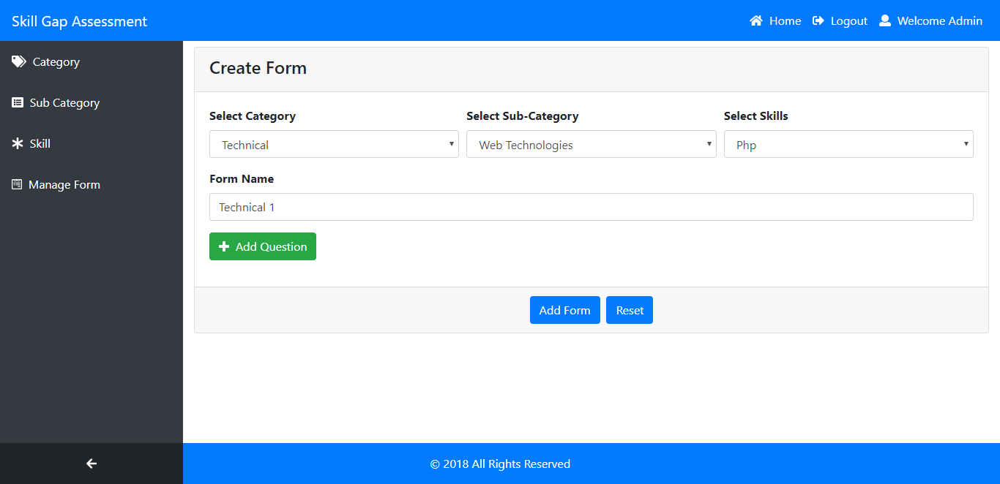 Skill Gap Assessment
Home Logout Welcome Admin
Category
Sub Category
Skill
Manage Form
Create Form
Select Category Select Sub-Category Select Skills
Technical Web Technologies Php
Form Name
Technical 1
Add Question
Add Form Reset
© 2018 All Rights Reserved